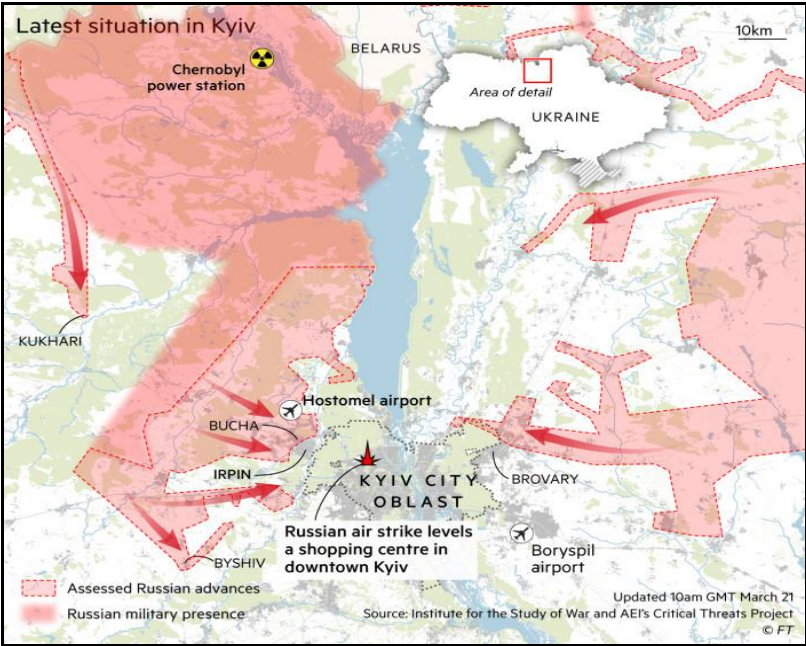 Latest situation in Kyiv
10km
BELARUS
Chernobyl
power station
Area of detail
UKRAINE
KUKHARI
Hostomel airport
BUCHA
IRPIN
KYIV CITY
OBLAST
BROVARY
Russian air strike levels
a shopping centre in
downtown Kyiv
Boryspil
airport
BYSHIV
Assessed Russian advances
Russian military presence
Updated 10am GMT March 21
Source: Institute for the Study of War and AEI's Critical Threats Project
© FT